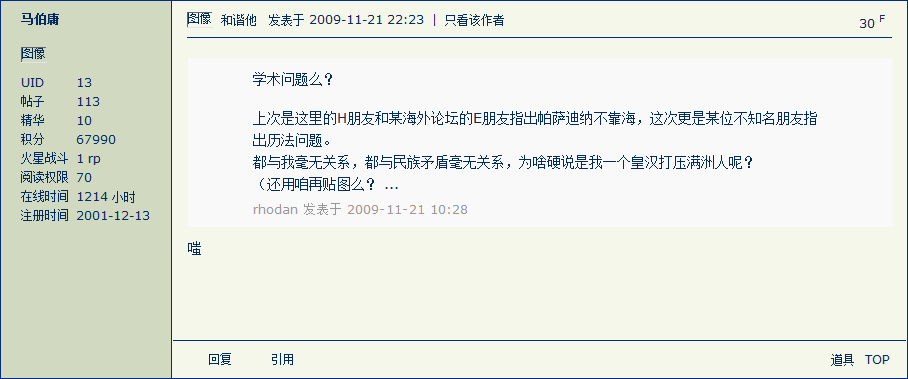 马伯庸
图像
UID 13
帖子 113
精华 10
积分 67990
火星战斗 1 rp
阅读权限 70
在线时间 1214 小时
注册时间 2001-12-13
图像 和谐他 发表于 2009-11-21 22:23 | 只看该作者
30 F
学术问题么？
上次是这里的H朋友和某海外论坛的E朋友指出帕萨迪纳不靠海，这次更是某位不知名朋友指
出历法问题。
都与我毫无关系，都与民族矛盾毫无关系，为啥硬说是我一个皇汉打压满洲人呢？
（还用咱再贴图么？ ...
rhodan 发表于 2009-11-21 10:28
嗤
回复 引用
道具 TOP